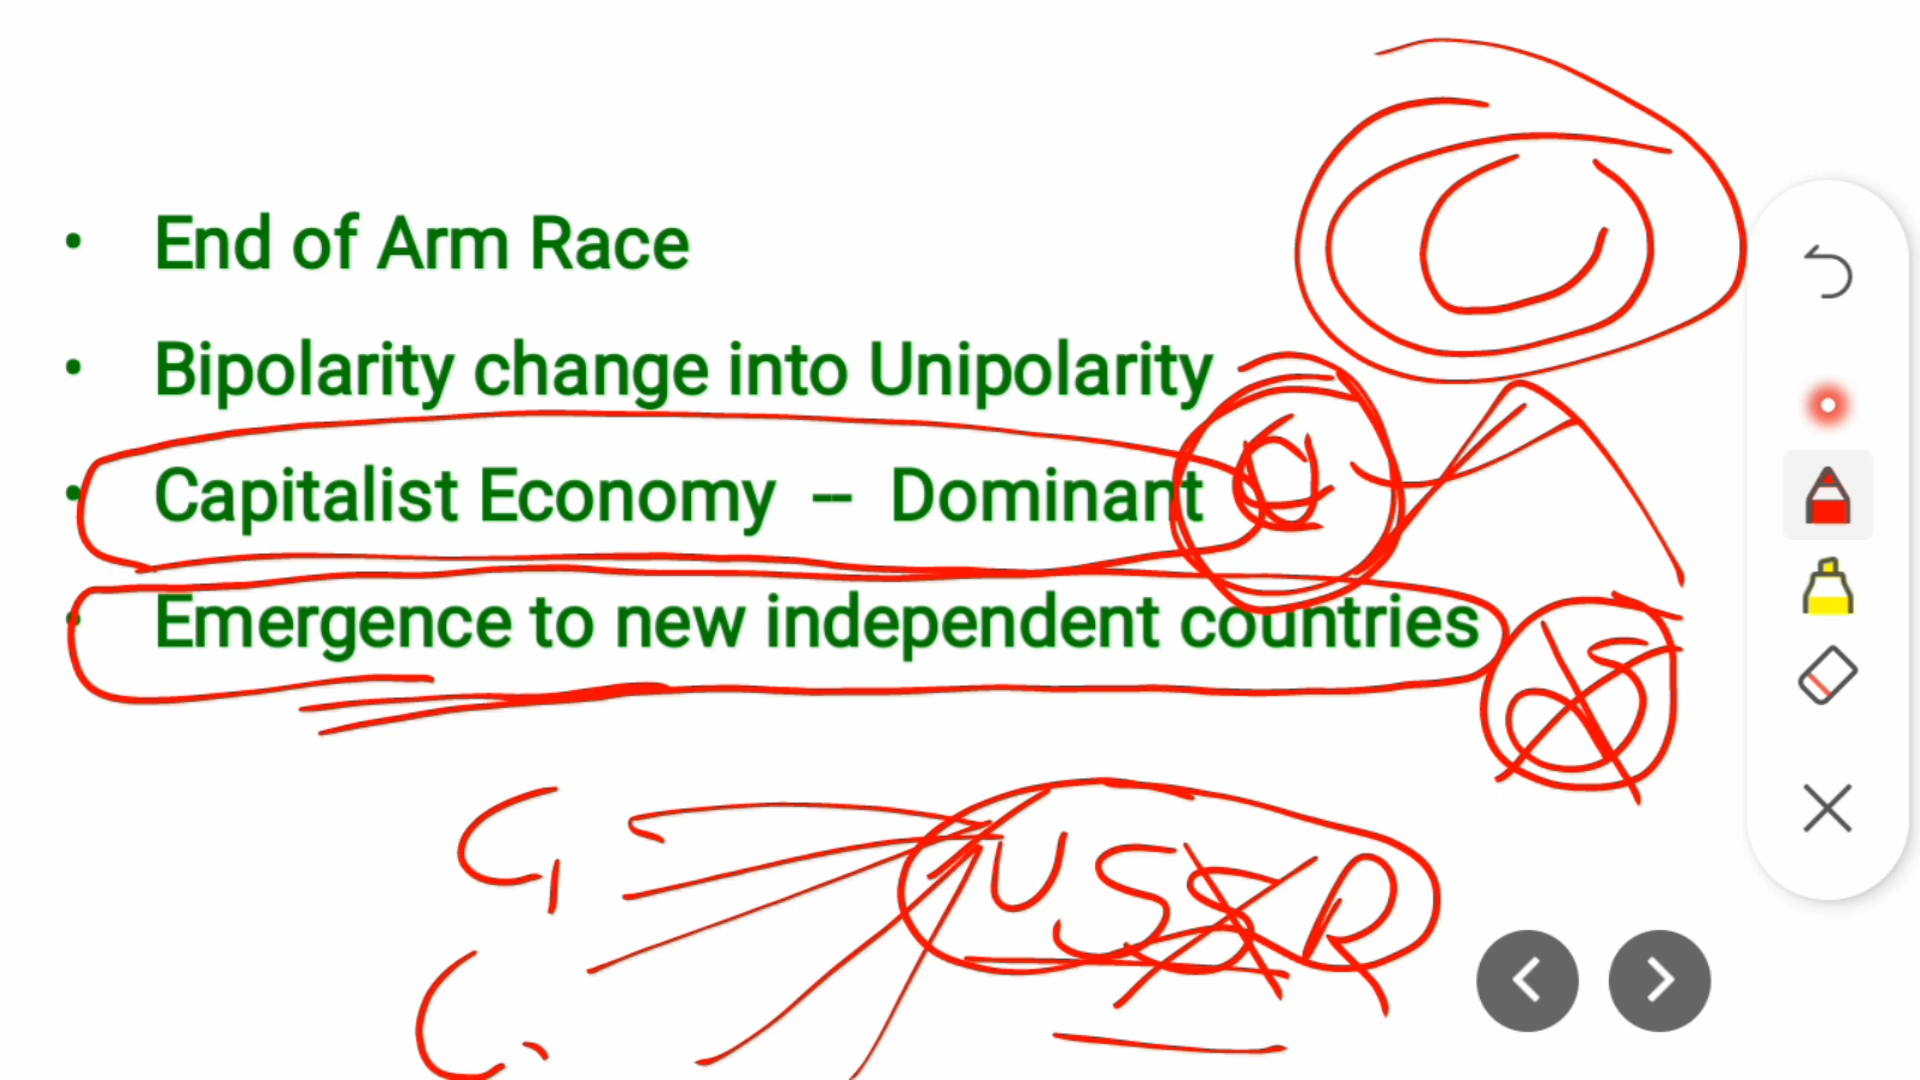 • End of Arm Race
• Bipolarity change into Unipolarity
• Capitalist Economy -- Dominant
• Emergence to new independent countries
USSR